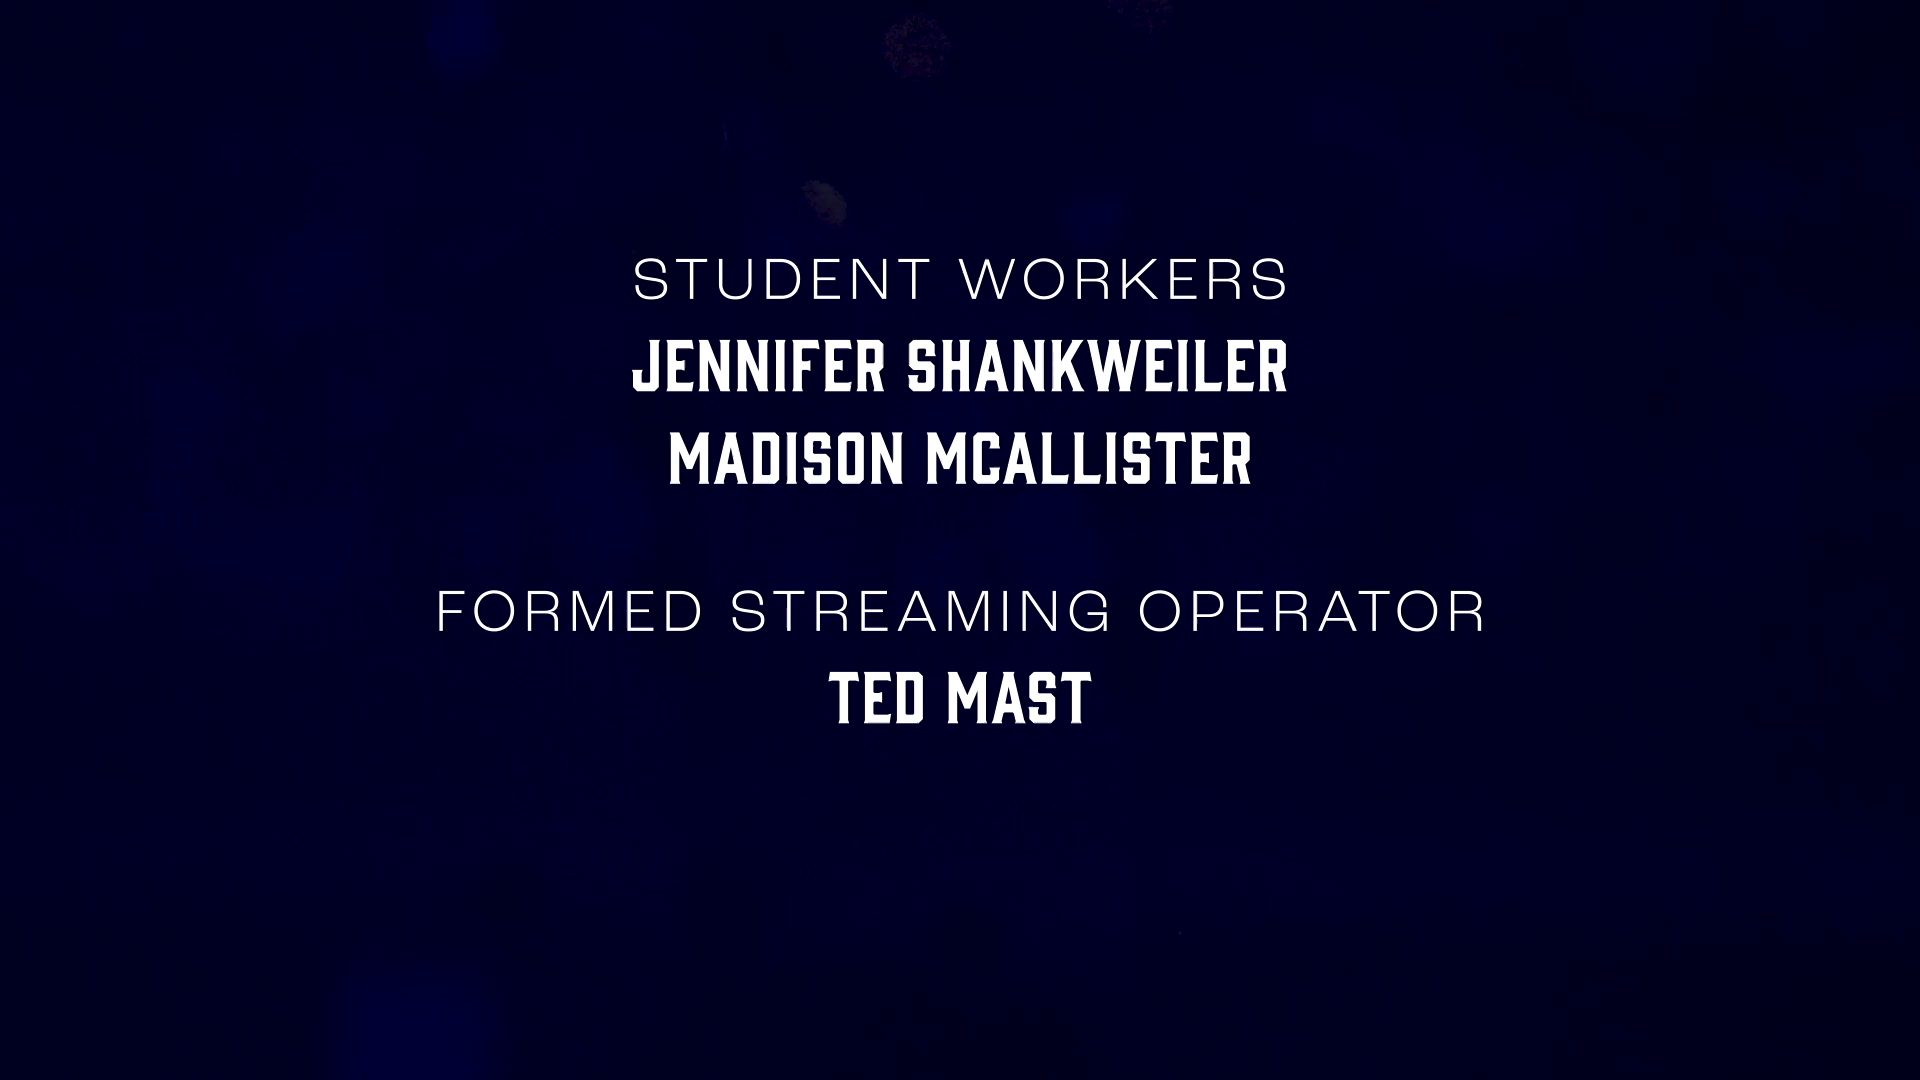 STUDENT WORKERS
JENNIFER SHANKWEILER
MADISON MCALLISTER
FORMED STREAMING OPERATOR
TED MAST